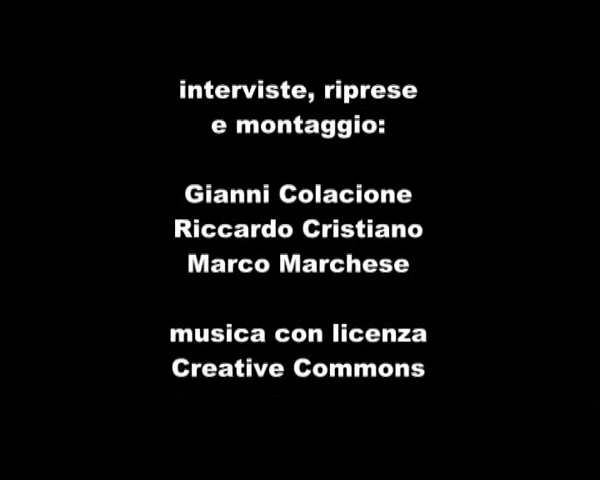 interviste, riprese
e montaggio:
Gianni Colacione
Riccardo Cristiano
Marco Marchese
musica con licenza
Creative Commons